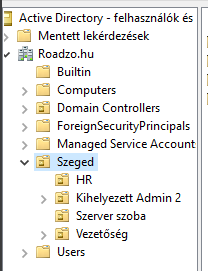 Active Directory - felhasználók és
Mentett lekérdezések
Roadzo.hu
Builtin
Computers
Domain Controllers
ForeignSecurityPrincipals
Managed Service Account
Szeged
HR
Kihelyezett Admin 2
Szerver szoba
Vezetőség
Users